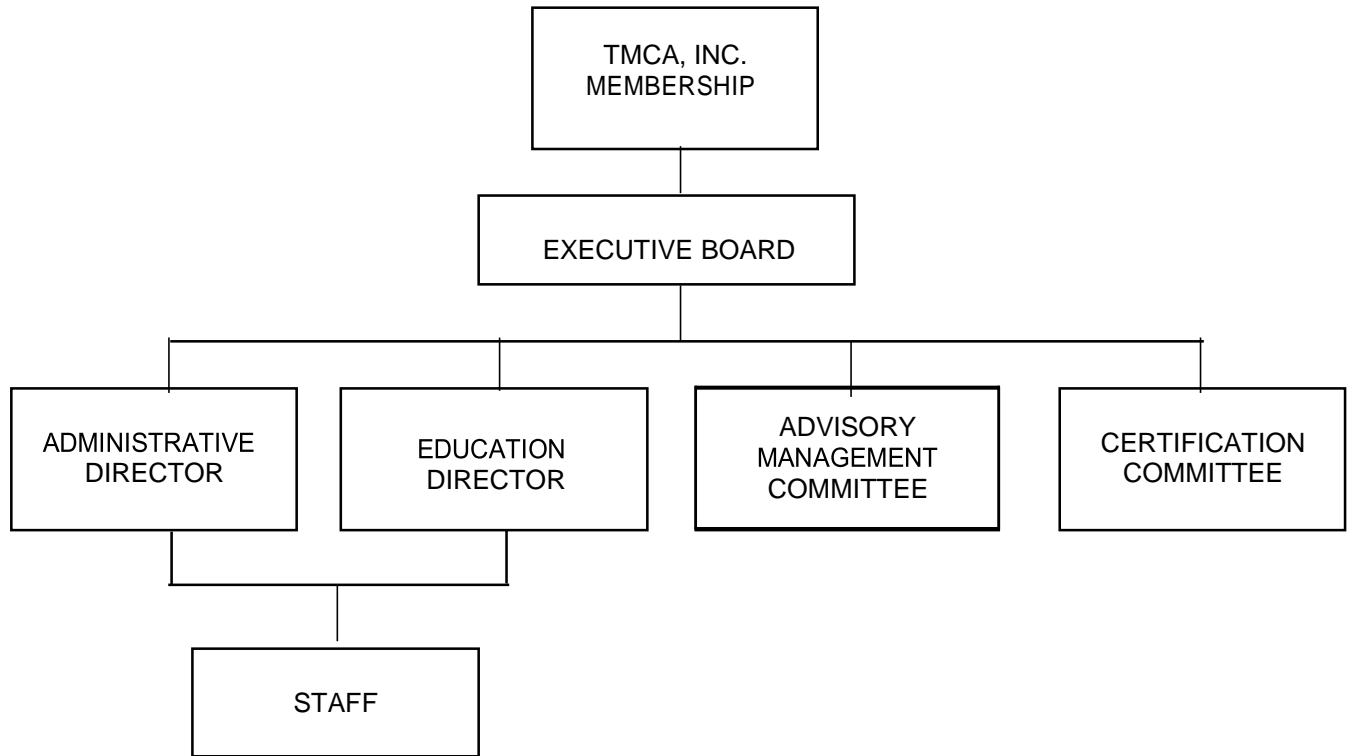 TMCA, INC.
MEMBERSHIP
EXECUTIVE BOARD
ADMINISTRATIVE
DIRECTOR
EDUCATION
DIRECTOR
ADVISORY
MANAGEMENT
COMMITTEE
CERTIFICATION
COMMITTEE
STAFF